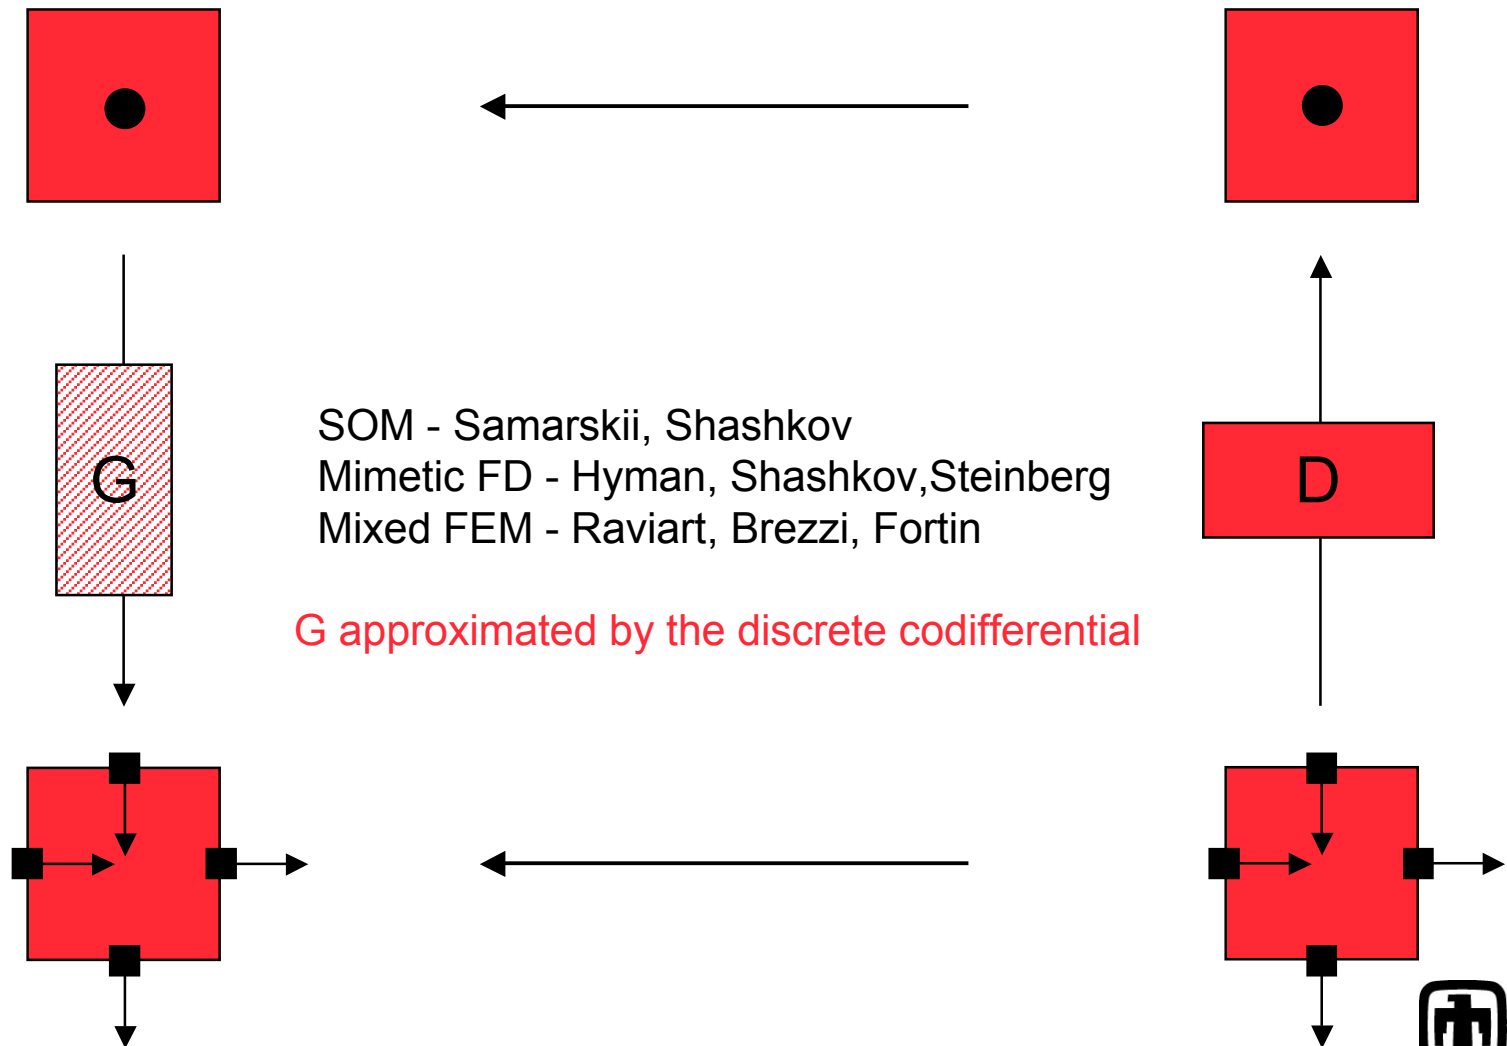 SOM - Samarskii, Shashkov
G
D
Mimetic FD - Hyman, Shashkov,Steinberg
Mixed FEM - Raviart, Brezzi, Fortin
G approximated by the discrete codifferential